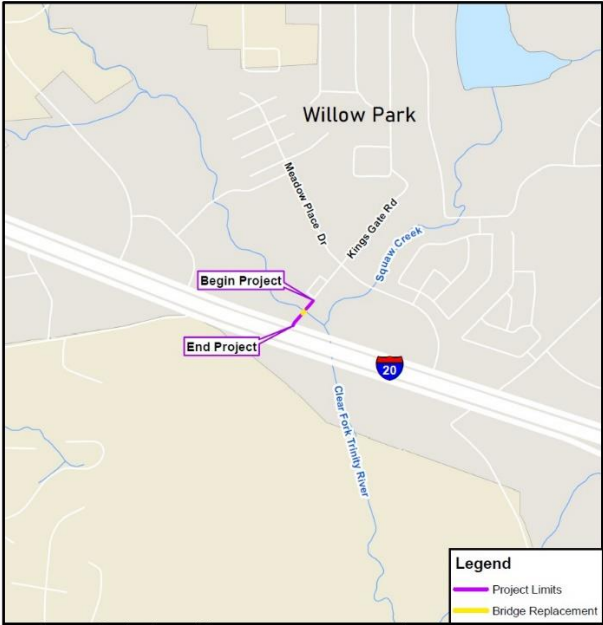 Willow Park
Meadow Place Dr
Kings Gate Rd
Squaw Creek
Begin Project
End Project
20
Clear Fork Trinity River
Legend
Project Limits
Bridge Replacement